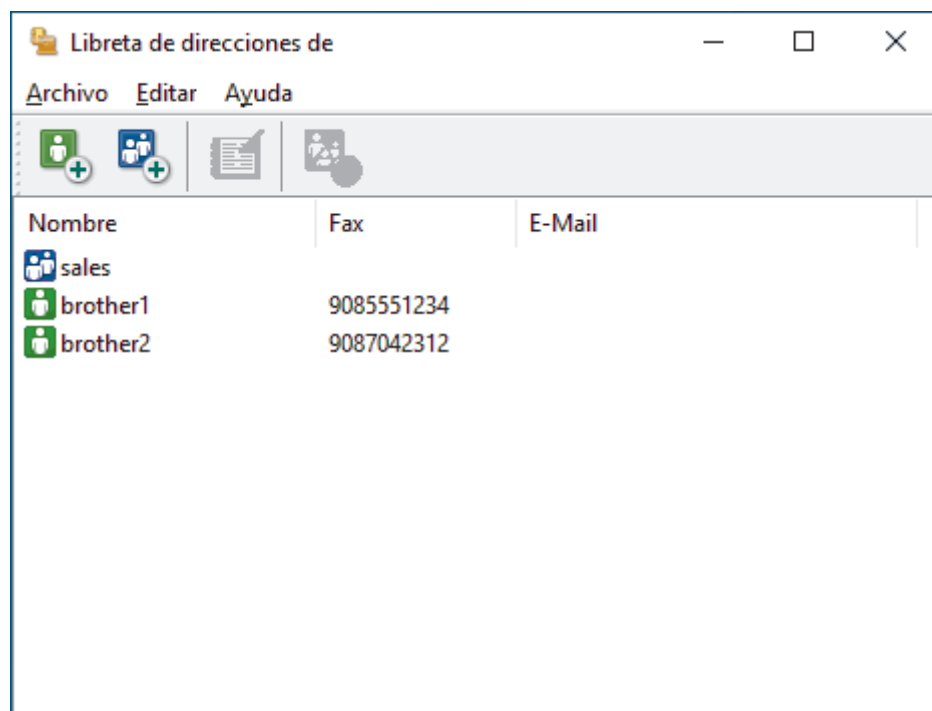 Libreta de direcciones de
Archivo Editar Ayuda
Nombre Fax E-Mail
sales
brother1 9085551234
brother2 9087042312